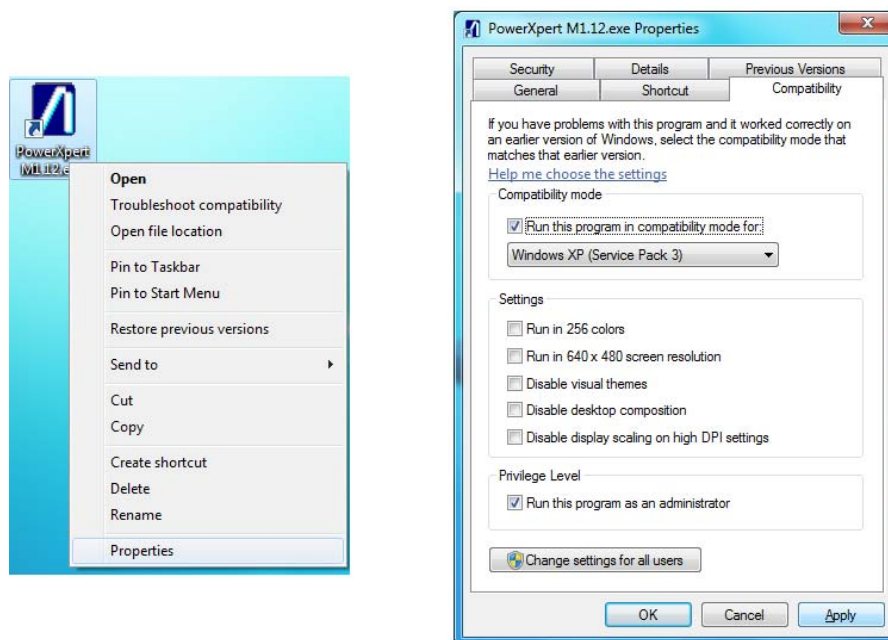 PowerXpert
M1.12.e
Open
Troubleshoot compatibility
Open file location
Pin to Taskbar
Pin to Start Menu
Restore previous versions
Send to
Cut
Copy
Create shortcut
Delete
Rename
Properties
PowerXpert M1.12.exe Properties
Security Details Previous Versions
General Shortcut Compatibility
If you have problems with this program and it worked correctly on
an earlier version of Windows, select the compatibility mode that
matches that earlier version.
Help me choose the settings
Compatibility mode
Run this program in compatibility mode for:
Windows XP (Service Pack 3)
Settings
Run in 256 colors
Run in 640 x 480 screen resolution
Disable visual themes
Disable desktop composition
Disable display scaling on high DPI settings
Privilege Level
Run this program as an administrator
Change settings for all users
OK Cancel Apply